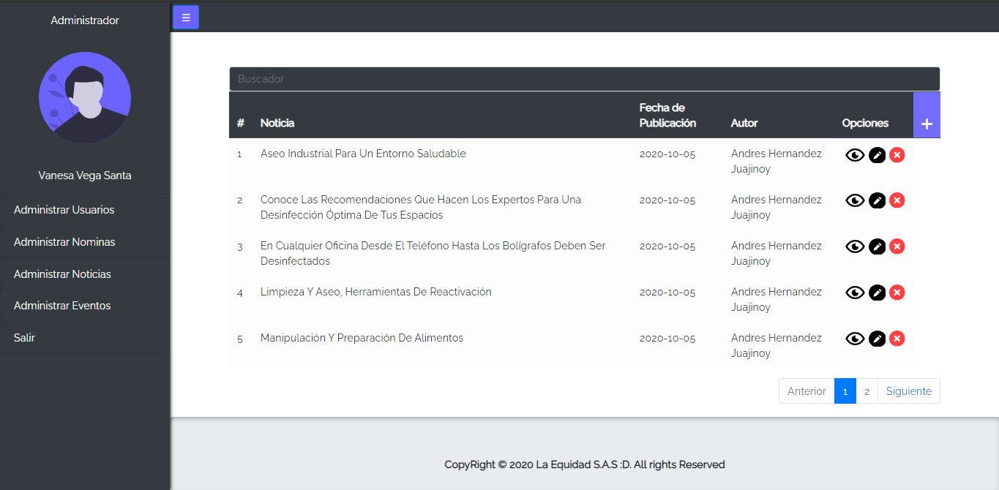 Administrador
Vanesa Vega Santa
Administrar Usuarios
Administrar Nominas
Administrar Noticias
Administrar Eventos
Salir
Buscador
# Noticia Fecha de Publicación Autor Opciones +
1 Aseo Industrial Para Un Entorno Saludable 2020-10-05 Andres Hernandez
Juajinoy
2 Conoce Las Recomendaciones Que Hacen Los Expertos Para Una 2020-10-05 Andres Hernandez
Desinfección Óptima De Tus Espacios Juajinoy
3 En Cualquier Oficina Desde El Teléfono Hasta Los Bolígrafos Deben Ser 2020-10-05 Andres Hernandez
Desinfectados Juajinoy
4 Limpieza Y Aseo, Herramientas De Reactivación 2020-10-05 Andres Hernandez
Juajinoy
5 Manipulación Y Preparación De Alimentos 2020-10-05 Andres Hernandez
Juajinoy
Anterior 1 2 Siguiente
CopyRight © 2020 La Equidad S.A.S :D. All rights Reserved